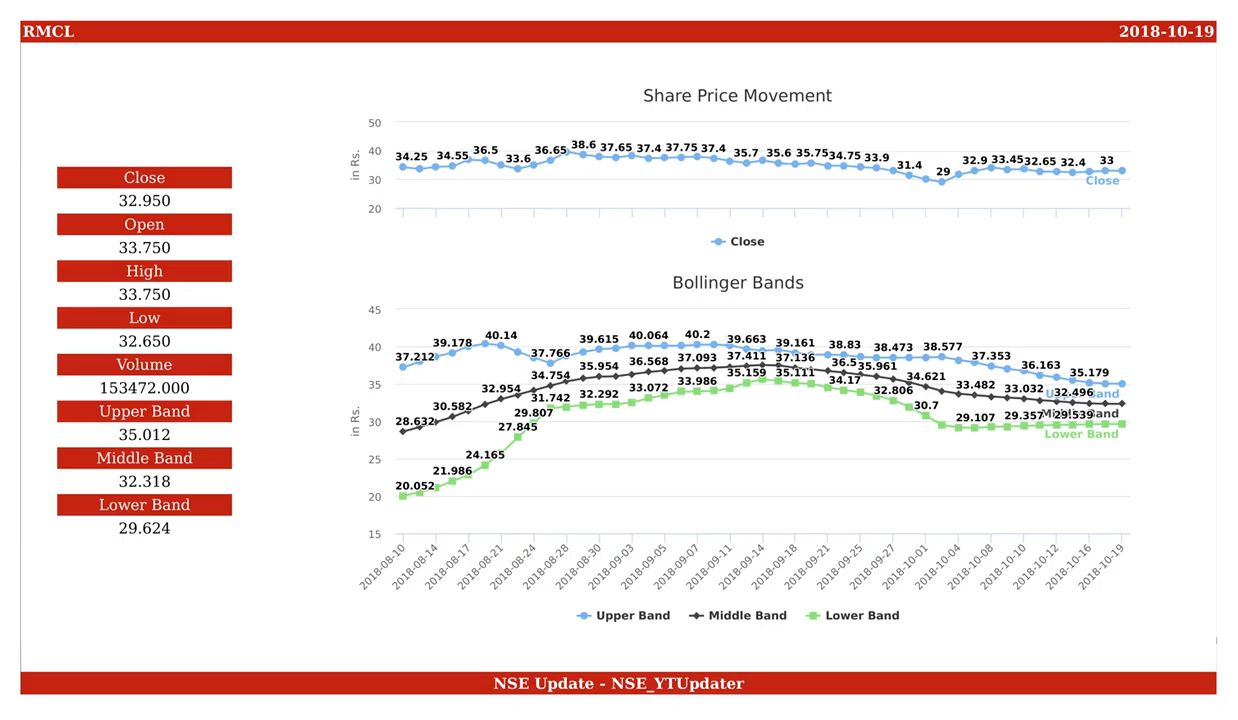 RMCL 2018-10-19
Close
32.950
Open
33.750
High
33.750
Low
32.650
Volume
153472.000
Upper Band
35.012
Middle Band
32.318
Lower Band
29.624
Share Price Movement
in Rs.
50
40
30
20
34.25 34.55 36.5 33.6 36.65 38.6 37.65 37.4 37.75 37.4 35.7 35.6 35.75 34.75 33.9 31.4 29 32.9 33.45 32.65 32.4 33
Close
Close
Bollinger Bands
in Rs.
45
40
35
30
25
20
15
37.212 39.178 40.14 37.766 39.615 40.064 40.2 39.663 39.161 38.83 38.473 38.577 37.353 36.163 35.179
28.632 30.582 32.954 34.754 35.954 36.568 37.093 37.411 37.136 36.5 35.961 34.621 33.482 33.032 32.496
20.052 21.986 24.165 27.845 29.807 31.742 32.292 33.072 33.986 35.159 35.111 34.17 32.806 30.7 29.107 29.357 29.539
Upper Band
Middle Band
Lower Band
2018-08-10 2018-08-14 2018-08-17 2018-08-21 2018-08-24 2018-08-28 2018-08-30 2018-09-03 2018-09-05 2018-09-07 2018-09-11 2018-09-14 2018-09-18 2018-09-21 2018-09-25 2018-09-27 2018-10-01 2018-10-04 2018-10-08 2018-10-10 2018-10-12 2018-10-16 2018-10-19
Upper Band Middle Band Lower Band
NSE Update - NSE_YTUpdater